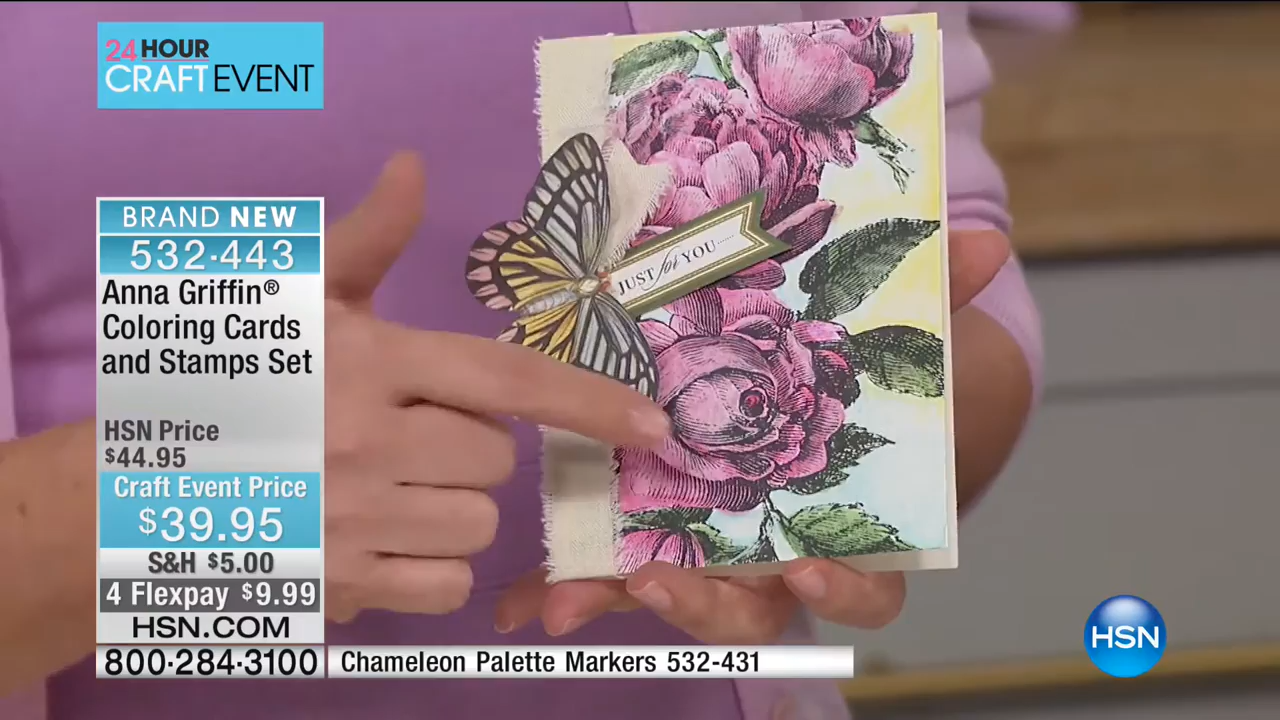 24 HOUR
CRAFT EVENT
BRAND NEW
532-443
Anna Griffin®
Coloring Cards
and Stamps Set
HSN Price
$44.95
Craft Event Price
$39.95
S&H $5.00
4 Flexpay $9.99
HSN.COM
800-284-3100
Chameleon Palette Markers 532-431
JUST for YOU......
HSN